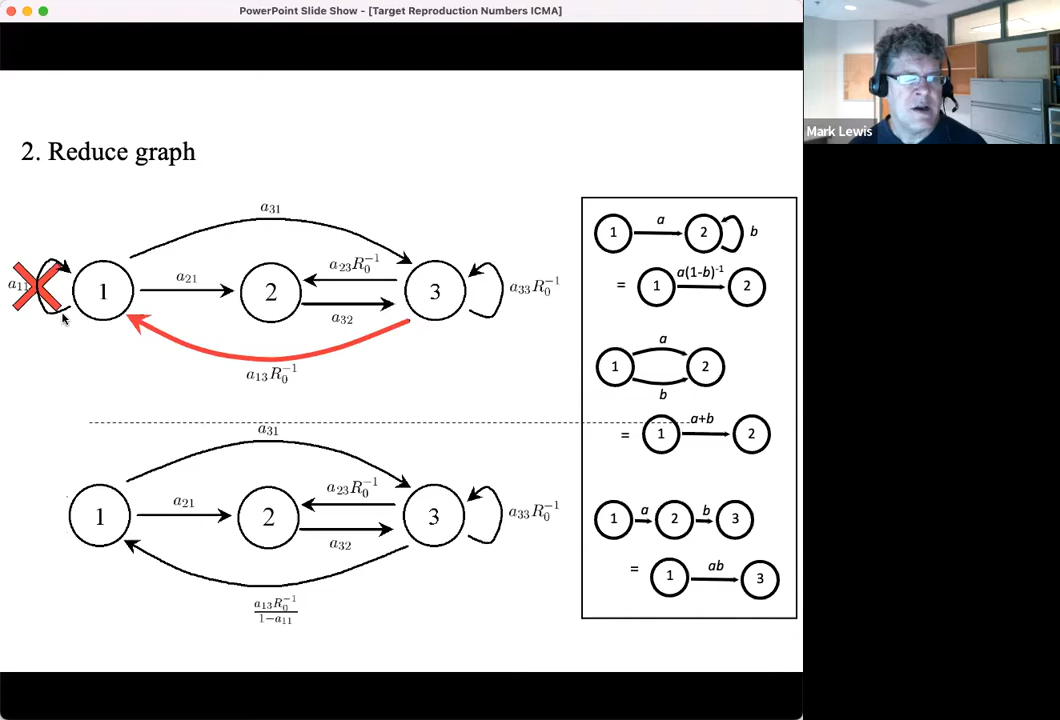 PowerPoint Slide Show - [Target Reproduction Numbers ICMA]
Mark Lewis
2. Reduce graph
a₃₁
a₁₁
1
a₂₁
2
a₂₃R₀⁻¹
a₃₂
3
a₃₃R₀⁻¹
a₁₃R₀⁻¹
a₃₁
1
a₂₁
2
a₂₃R₀⁻¹
a₃₂
3
a₃₃R₀⁻¹
a₁₃R₀⁻¹
1−a₁₁
1 a 2 b
= 1 a(1-b)⁻¹ 2
a
1 2
b
= 1 a+b 2
1 a 2 b 3
= 1 ab 3